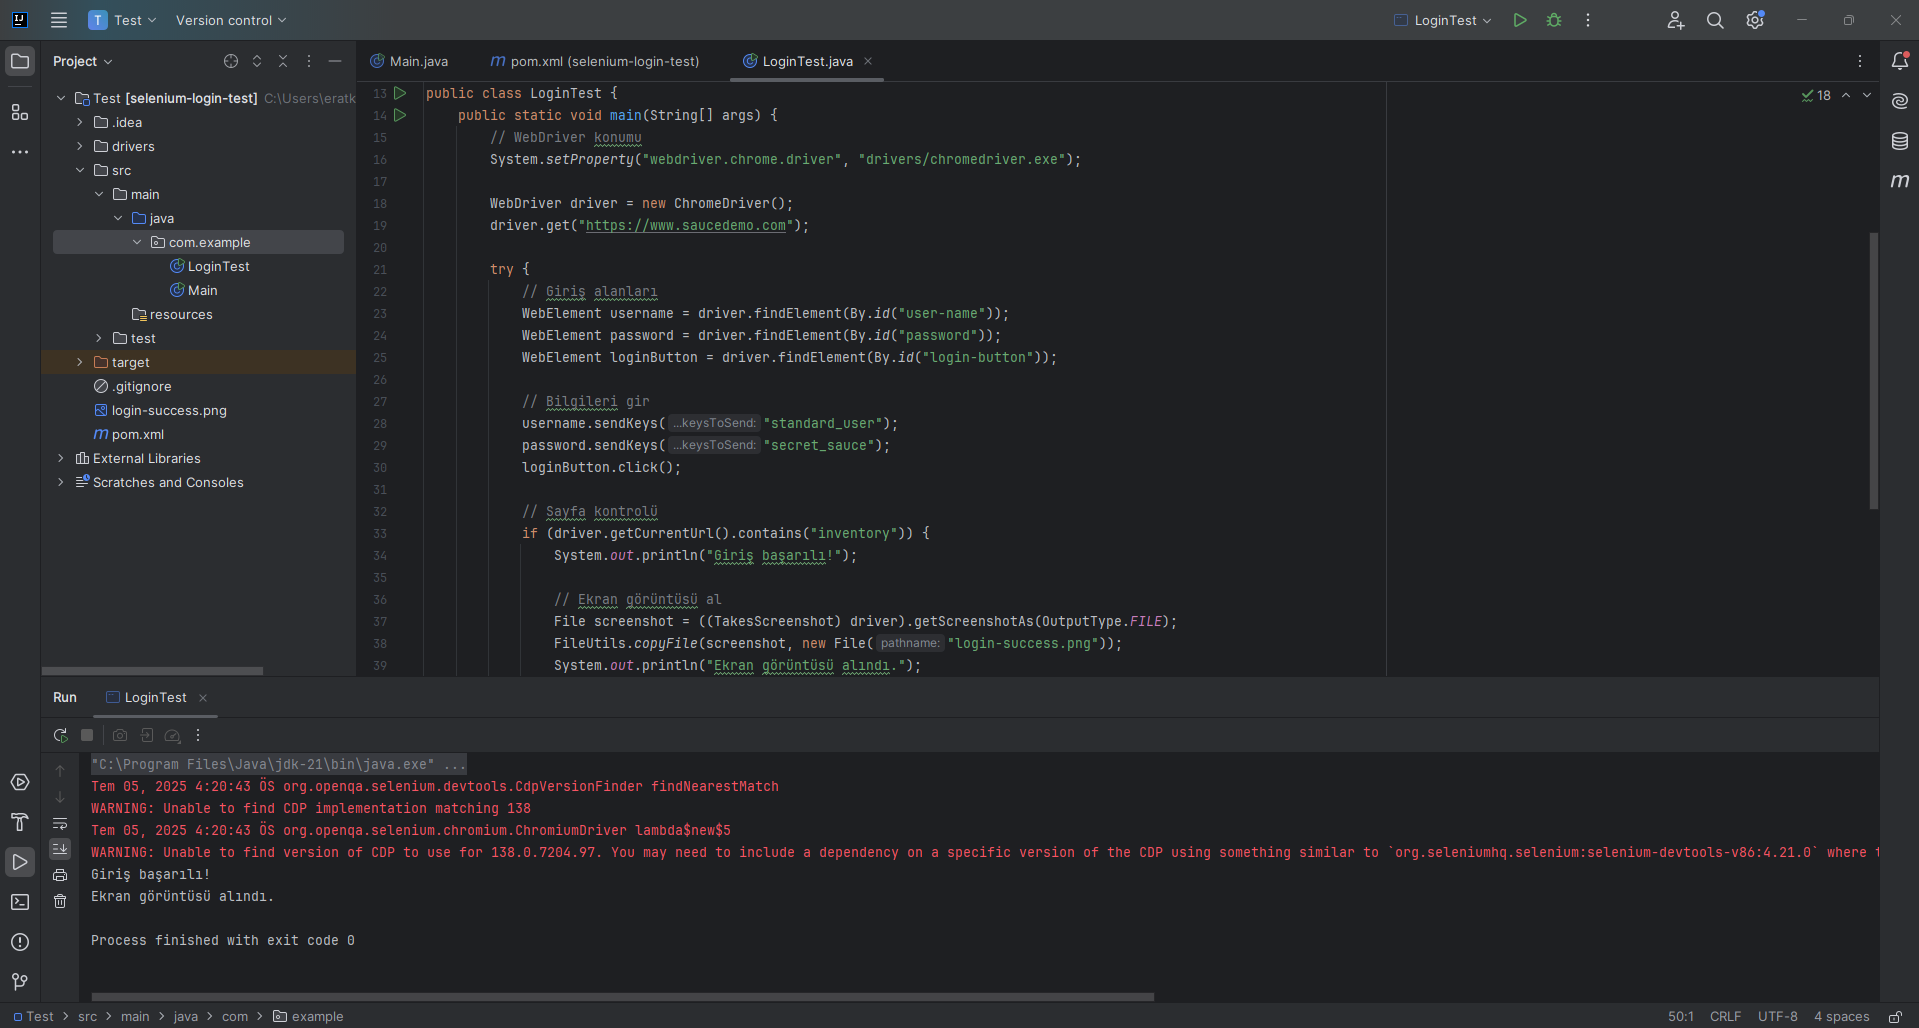 T Test Version control LoginTest
Project
Main.java pom.xml (selenium-login-test) LoginTest.java
Test [selenium-login-test] C:\Users\eratk
.idea
drivers
src
main
java
com.example
LoginTest
Main
resources
test
target
.gitignore
login-success.png
pom.xml
External Libraries
Scratches and Consoles
18
13 public class LoginTest {
14 public static void main(String[] args) {
15 // WebDriver konumu
16 System.setProperty("webdriver.chrome.driver", "drivers/chromedriver.exe");
17
18 WebDriver driver = new ChromeDriver();
19 driver.get("https://www.saucedemo.com");
20
21 try {
22 // Giriş alanları
23 WebElement username = driver.findElement(By.id("user-name"));
24 WebElement password = driver.findElement(By.id("password"));
25 WebElement loginButton = driver.findElement(By.id("login-button"));
26
27 // Bilgileri gir
28 username.sendKeys( ...keysToSend: "standard_user");
29 password.sendKeys( ...keysToSend: "secret_sauce");
30 loginButton.click();
31
32 // Sayfa kontrolü
33 if (driver.getCurrentUrl().contains("inventory")) {
34 System.out.println("Giriş başarılı!");
35
36 // Ekran görüntüsü al
37 File screenshot = ((TakesScreenshot) driver).getScreenshotAs(OutputType.FILE);
38 FileUtils.copyFile(screenshot, new File( pathname: "login-success.png"));
39 System.out.println("Ekran görüntüsü alındı.");
Run LoginTest
"C:\Program Files\Java\jdk-21\bin\java.exe" ...
Tem 05, 2025 4:20:43 ÖS org.openqa.selenium.devtools.CdpVersionFinder findNearestMatch
WARNING: Unable to find CDP implementation matching 138
Tem 05, 2025 4:20:43 ÖS org.openqa.selenium.chromium.ChromiumDriver lambda$new$5
WARNING: Unable to find version of CDP to use for 138.0.7204.97. You may need to include a dependency on a specific version of the CDP using something similar to `org.seleniumhq.selenium:selenium-devtools-v86:4.21.0` where
Giriş başarılı!
Ekran görüntüsü alındı.
Process finished with exit code 0
Test > src > main > java > com > example 50:1 CRLF UTF-8 4 spaces